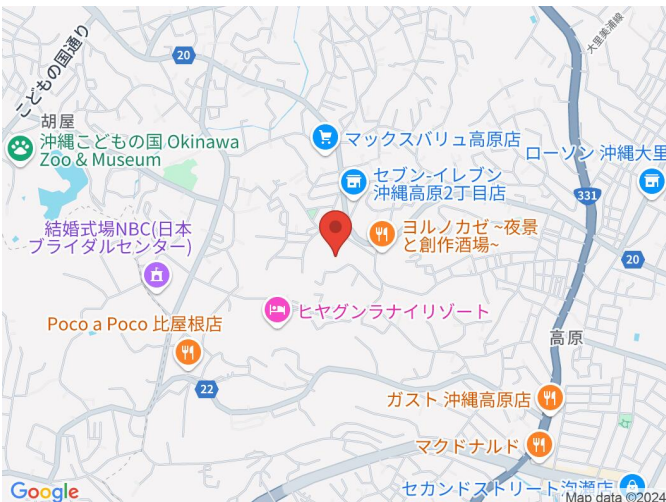 大里美浦線
こどもの国通り
20
胡屋
沖縄こどもの国 Okinawa
Zoo & Museum
マックスバリュ高原店
セブン-イレブン
沖縄高原2丁目店
ローソン 沖縄大里
331
結婚式場NBC(日本
ブライダルセンター)
ヨルノカゼ ~夜景
と創作酒場~
20
ヒヤグンラナイリゾート
Poco a Poco 比屋根店
高原
22
ガスト 沖縄高原店
マクドナルド
セカンドストリート泡瀬店
Google
Map data ©2024